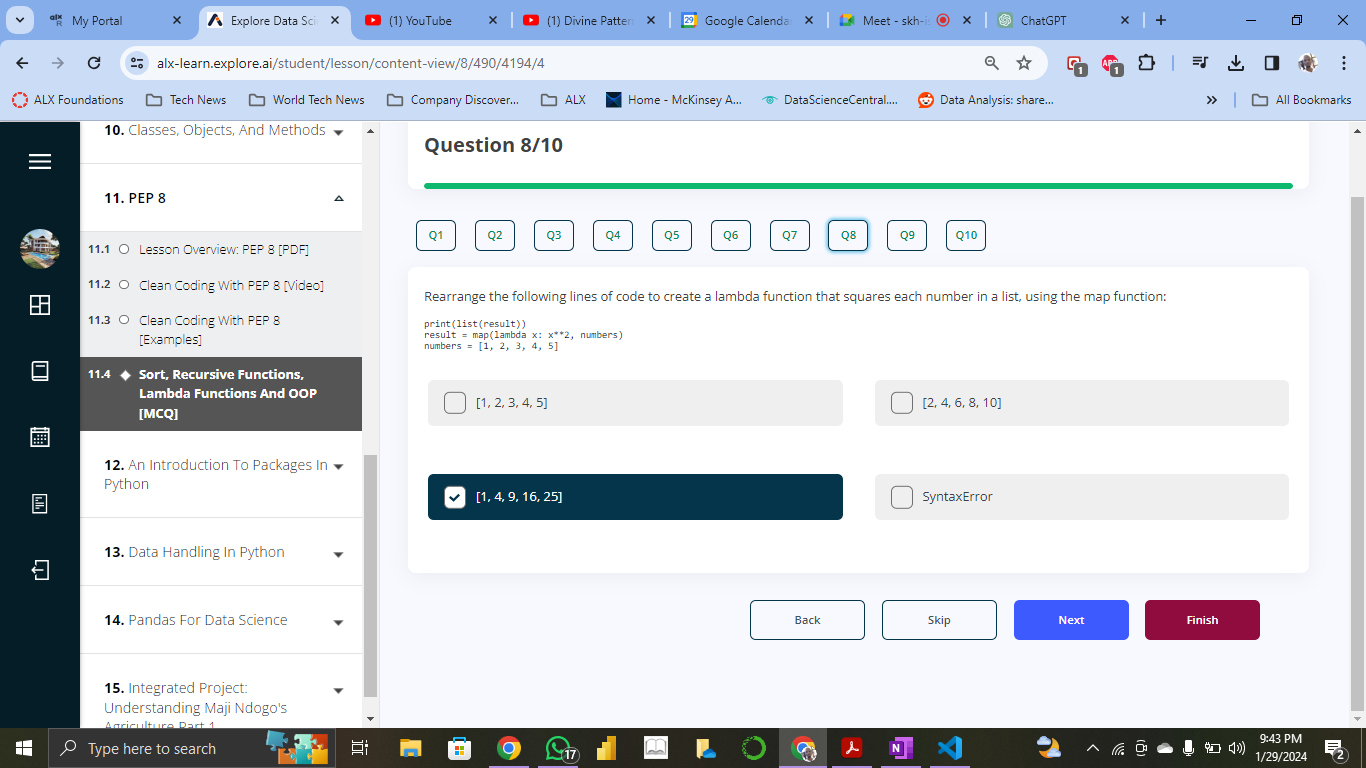 My Portal
Explore Data Sci
(1) YouTube
(1) Divine Patter
29 Google Calenda
Meet - skh-i
ChatGPT
alx-learn.explore.ai/student/lesson/content-view/8/490/4194/4
1
ABP
1
ALX Foundations
Tech News
World Tech News
Company Discover...
ALX
Home - McKinsey A...
DataScienceCentral....
Data Analysis: share...
»
All Bookmarks
10. Classes, Objects, And Methods
11. PEP 8
11.1 Lesson Overview: PEP 8 [PDF]
11.2 Clean Coding With PEP 8 [Video]
11.3 Clean Coding With PEP 8
[Examples]
11.4 Sort, Recursive Functions,
Lambda Functions And OOP
[MCQ]
12. An Introduction To Packages In
Python
13. Data Handling In Python
14. Pandas For Data Science
15. Integrated Project:
Understanding Maji Ndogo's
Agriculture Part 1
Question 8/10
Q1
Q2
Q3
Q4
Q5
Q6
Q7
Q8
Q9
Q10
Rearrange the following lines of code to create a lambda function that squares each number in a list, using the map function:
print(list(result))
result = map(lambda x: x**2, numbers)
numbers = [1, 2, 3, 4, 5]
[1, 2, 3, 4, 5]
[2, 4, 6, 8, 10]
[1, 4, 9, 16, 25]
SyntaxError
Back
Skip
Next
Finish
Type here to search
17
9:43 PM
1/29/2024
2